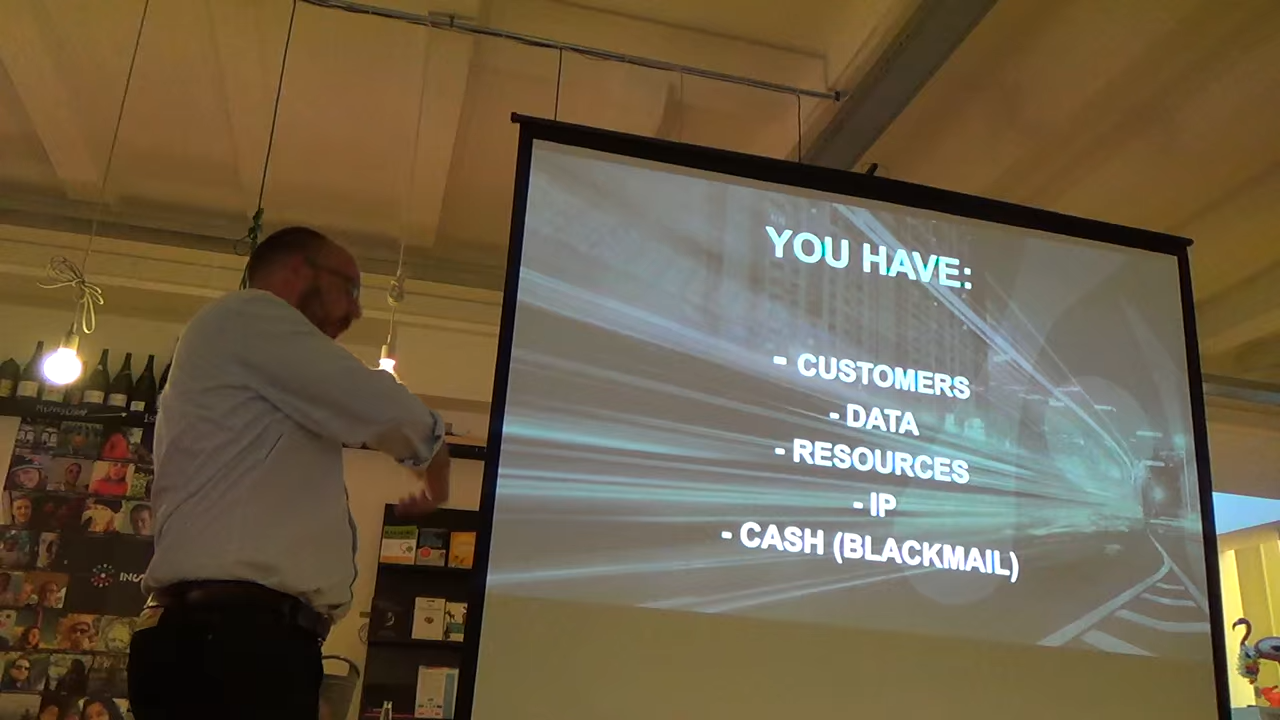 YOU HAVE:
- CUSTOMERS
- DATA
- RESOURCES
- IP
- CASH (BLACKMAIL)